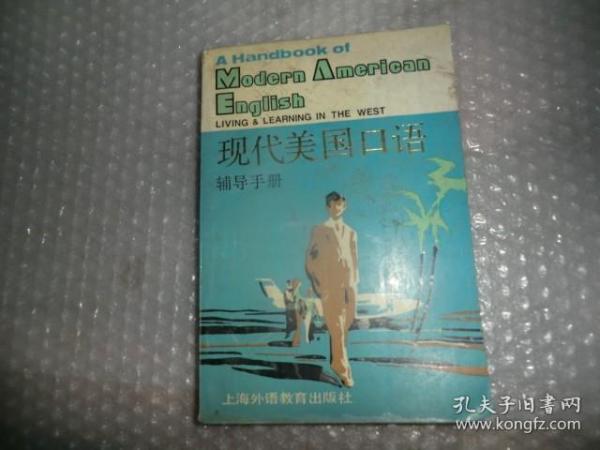 A Handbook of
Modern American
English
LIVING & LEARNING IN THE WEST
现代美国口语
辅导手册
上海外语教育出版社
孔夫子旧书网
www.kongfz.com